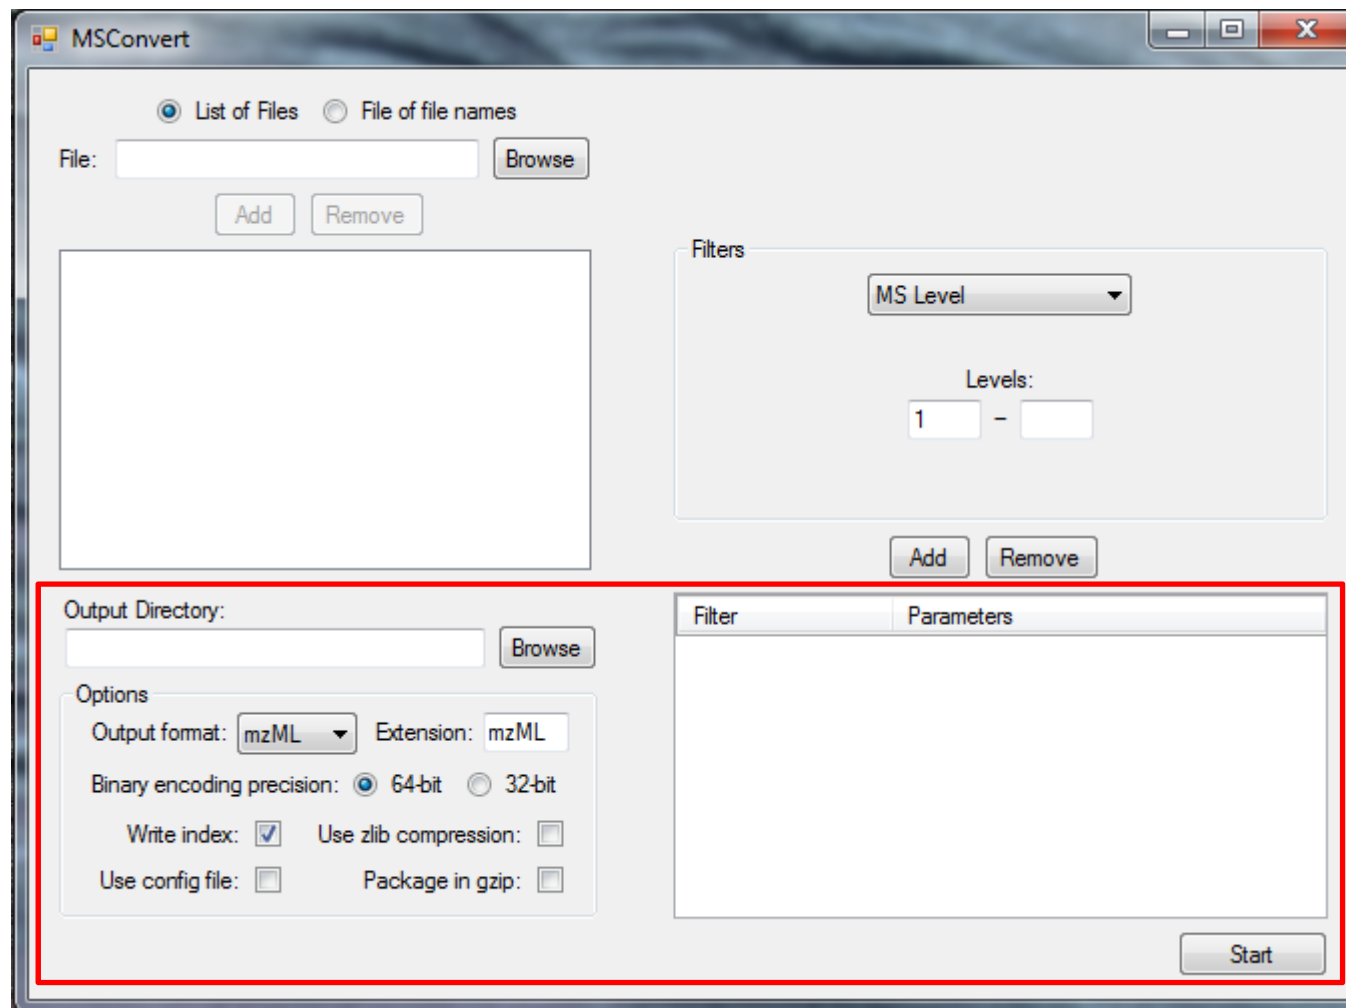 MSConvert
List of Files File of file names
File: Browse
Add Remove
Filters
MS Level
Levels:
1 -
Add Remove
Output Directory:
Browse
Options
Output format: mzML Extension: mzML
Binary encoding precision: 64-bit 32-bit
Write index: Use zlib compression:
Use config file: Package in gzip:
Filter Parameters
Start